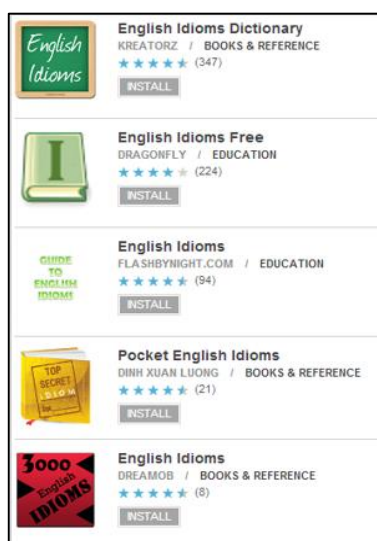 English
Idioms
English Idioms Dictionary
KREATORZ / BOOKS & REFERENCE
(347)
INSTALL
I
English Idioms Free
DRAGONFLY / EDUCATION
(224)
INSTALL
GUIDE
TO
ENGLISH
IDIOMS
English Idioms
FLASHBYNIGHT.COM / EDUCATION
(94)
INSTALL
TOP
SECRET
IDIOM
Pocket English Idioms
DINH XUAN LUONG / BOOKS & REFERENCE
(21)
INSTALL
3000
English
IDIOMS
English Idioms
DREAMOB / BOOKS & REFERENCE
(8)
INSTALL